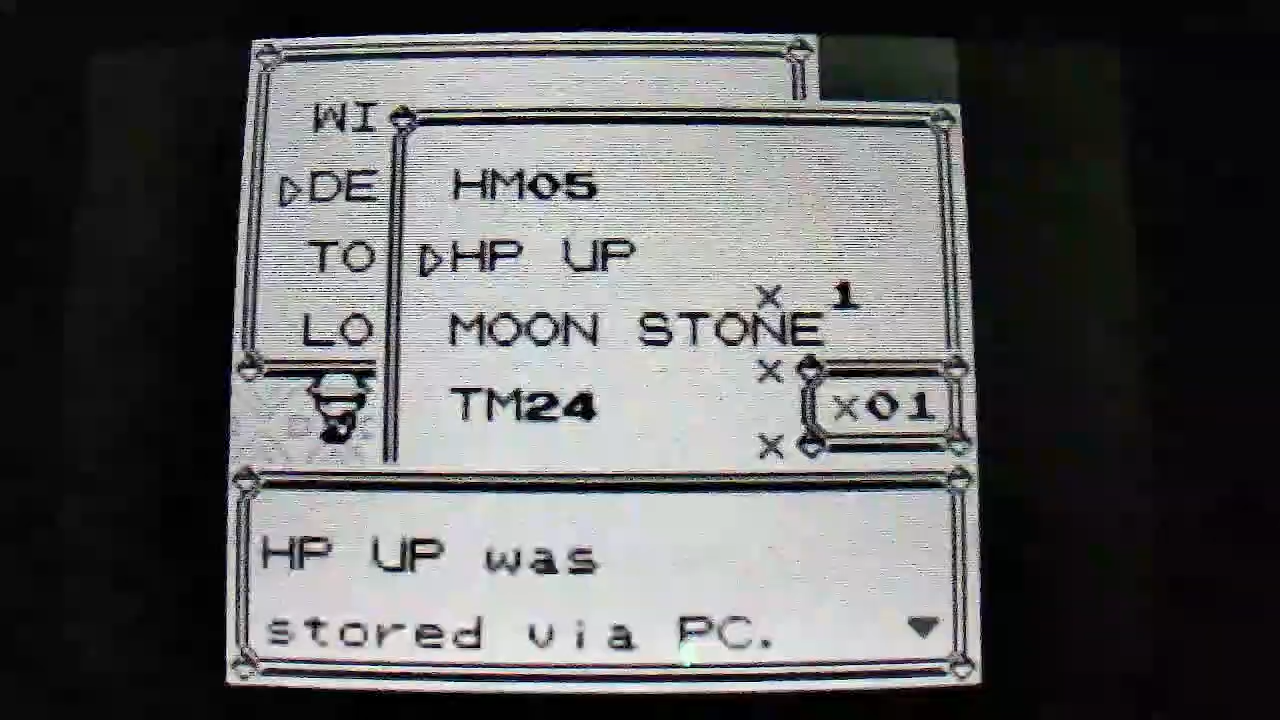 WI
DE
TO
LO
HM05
HP UP
× 1
MOON STONE
×
TM24
×01
×
HP UP was
stored via PC.